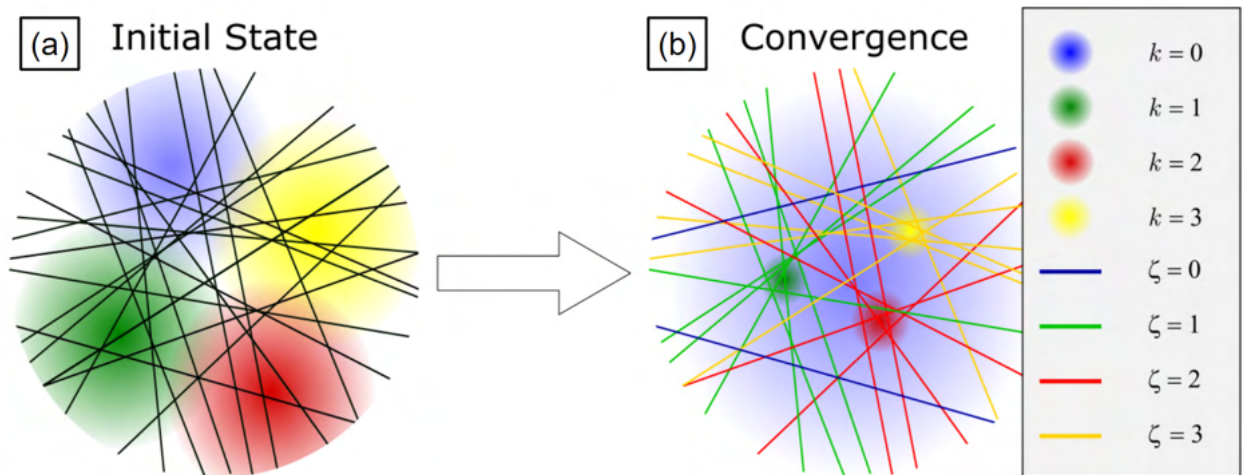 (a) Initial State
(b) Convergence
k = 0
k = 1
k = 2
k = 3
ζ = 0
ζ = 1
ζ = 2
ζ = 3